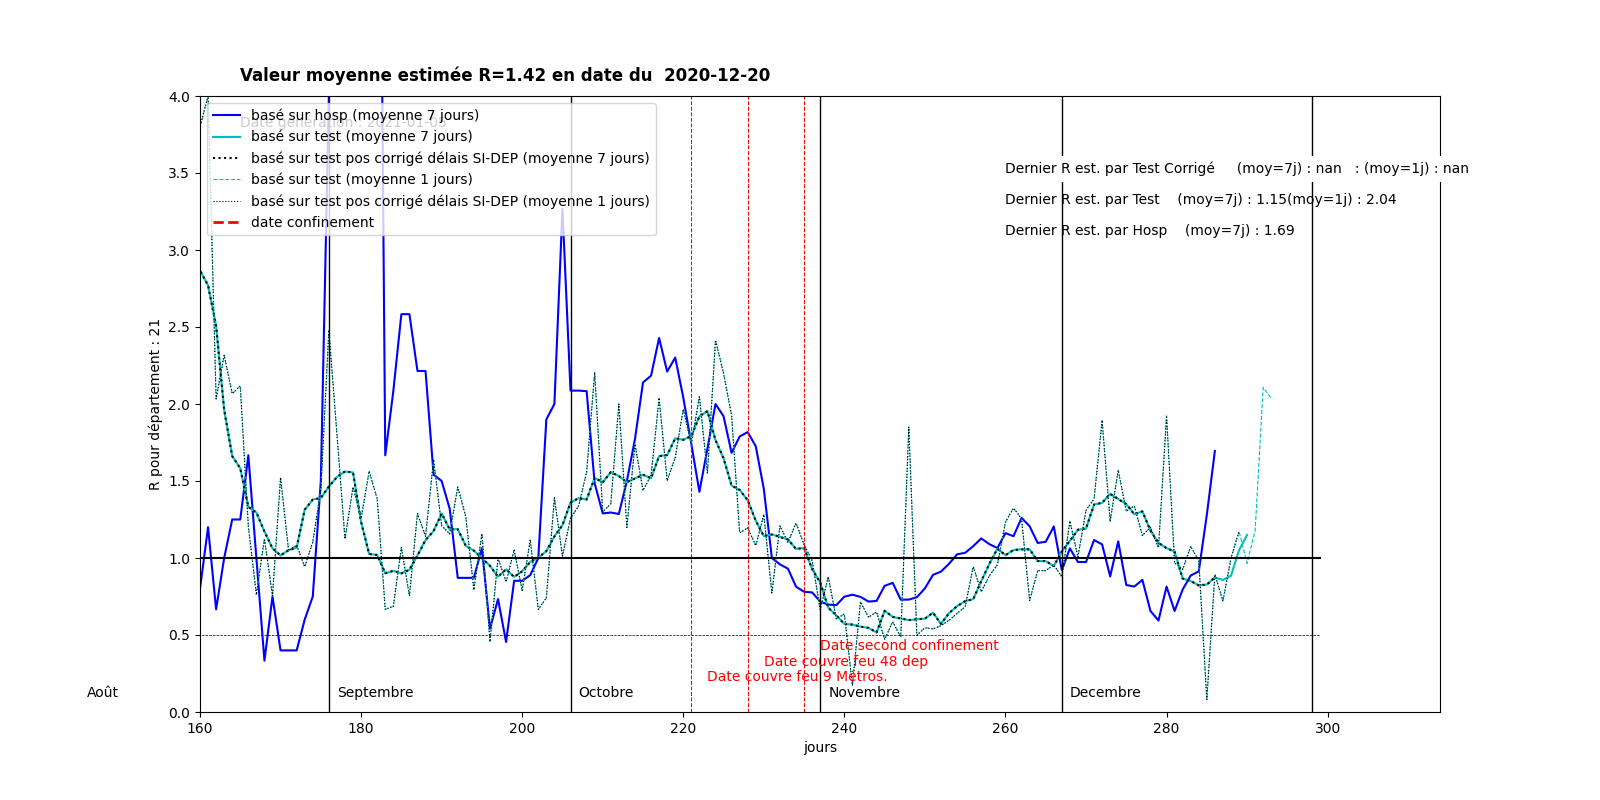 Valeur moyenne estimée R=1.42 en date du  2020-12-20
Date génération : 2021-01-05
basé sur hosp (moyenne 7 jours)
basé sur test (moyenne 7 jours)
basé sur test pos corrigé délais SI-DEP (moyenne 7 jours)
basé sur test (moyenne 1 jours)
basé sur test pos corrigé délais SI-DEP (moyenne 1 jours)
date confinement
Dernier R est. par Test Corrigé     (moy=7j) : nan   : (moy=1j) : nan
Dernier R est. par Test    (moy=7j) : 1.15(moy=1j) : 2.04
Dernier R est. par Hosp    (moy=7j) : 1.69
R pour département : 21
4.0
3.5
3.0
2.5
2.0
1.5
1.0
0.5
0.0
Date second confinement
Date couvre feu 48 dep
Date couvre feu 9 Métros.
Août Septembre Octobre Novembre Decembre
160 180 200 220 240 260 280 300
jours